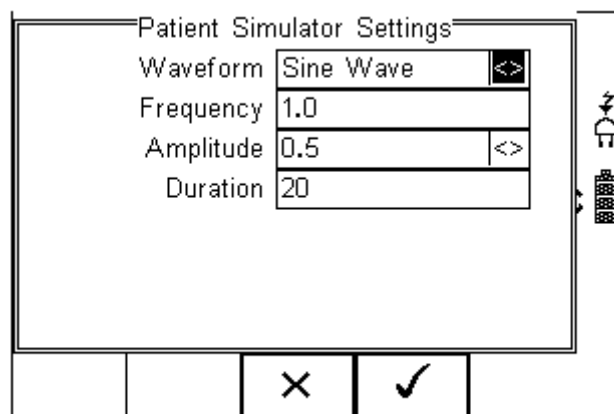 Patient Simulator Settings
Waveform Sine Wave <>
Frequency 1.0
Amplitude 0.5 <>
Duration 20